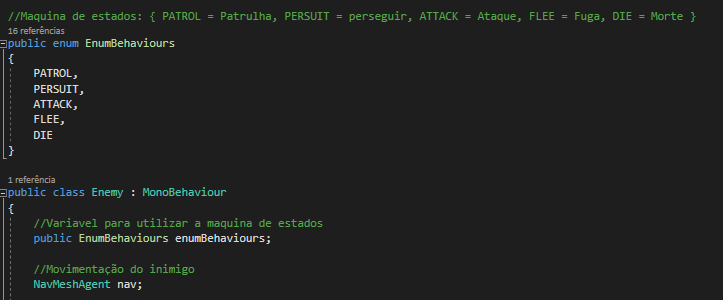 //Maquina de estados: { PATROL = Patrulha, PERSUIT = perseguir, ATTACK = Ataque, FLEE = Fuga, DIE = Morte }
16 referências
public enum EnumBehaviours
{
PATROL,
PERSUIT,
ATTACK,
FLEE,
DIE
}
1 referência
public class Enemy : MonoBehaviour
{
//Variavel para utilizar a maquina de estados
public EnumBehaviours enumBehaviours;
//Movimentação do inimigo
NavMeshAgent nav;